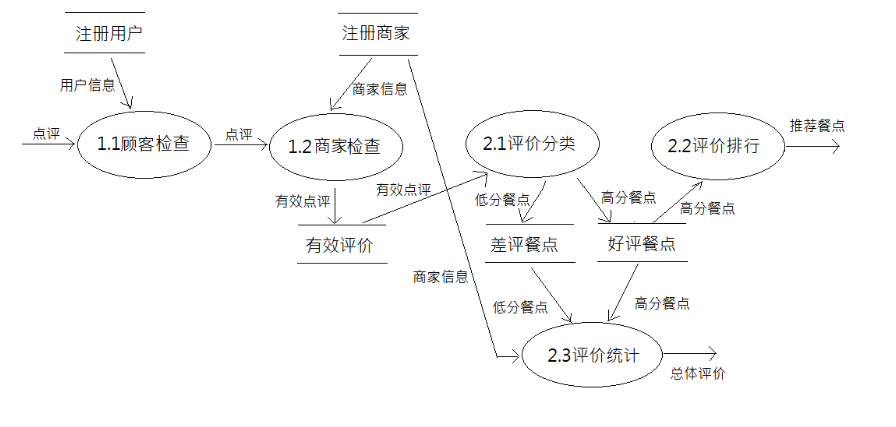 注册用户
注册商家
用户信息
商家信息
点评
1.1顾客检查
点评
1.2商家检查
2.1评价分类
2.2评价排行
推荐餐点
有效点评
有效点评
低分餐点
高分餐点
高分餐点
有效评价
差评餐点
好评餐点
商家信息
低分餐点
高分餐点
2.3评价统计
总体评价